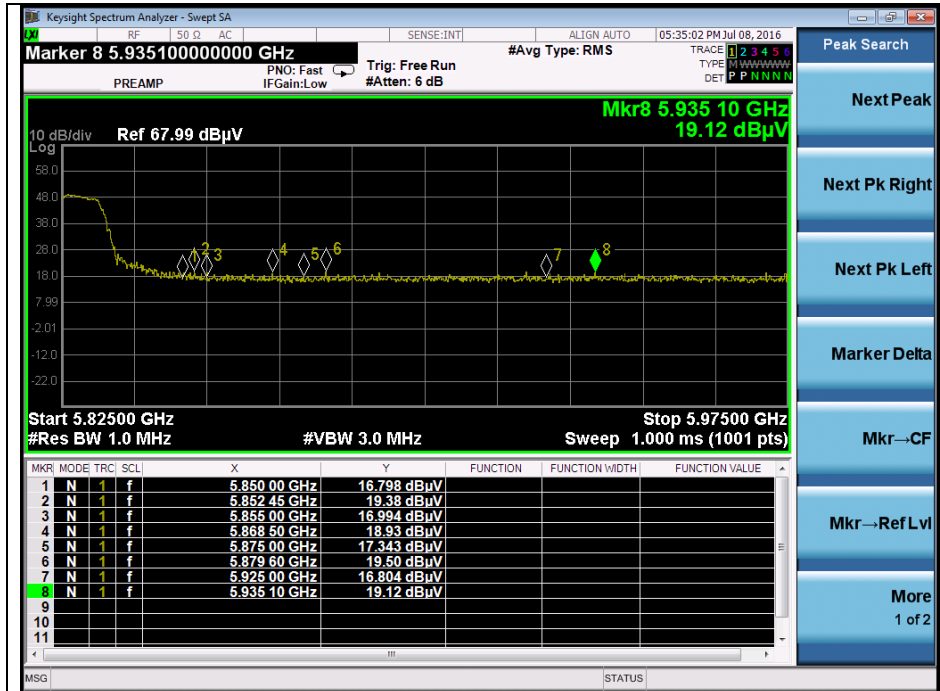 Keysight Spectrum Analyzer - Swept SA
LXI RF 50 Ω AC SENSE:INT ALIGN AUTO 05:35:02 PM Jul 08, 2016
Marker 8 5.935100000000 GHz
PREAMP
PNO: Fast
IFGain:Low
Trig: Free Run
#Atten: 6 dB
#Avg Type: RMS
TRACE 1 2 3 4 5 6
TYPE M WWWWW
DET P P N N N N
Mkr8 5.935 10 GHz
19.12 dBµV
10 dB/div Ref 67.99 dBµV
Log
58.0
48.0
38.0
28.0
18.0
7.99
-2.01
-12.0
-22.0
1 2 3 4 5 6 7 8
Start 5.82500 GHz Stop 5.97500 GHz
#Res BW 1.0 MHz #VBW 3.0 MHz Sweep 1.000 ms (1001 pts)
MKR MODE TRC SCL X Y FUNCTION FUNCTION WIDTH FUNCTION VALUE
1 N 1 f 5.850 00 GHz 16.798 dBµV
2 N 1 f 5.852 45 GHz 19.38 dBµV
3 N 1 f 5.855 00 GHz 16.994 dBµV
4 N 1 f 5.868 50 GHz 18.93 dBµV
5 N 1 f 5.875 00 GHz 17.343 dBµV
6 N 1 f 5.879 60 GHz 19.50 dBµV
7 N 1 f 5.925 00 GHz 16.804 dBµV
8 N 1 f 5.935 10 GHz 19.12 dBµV
9
10
11
MSG STATUS
Peak Search
Next Peak
Next Pk Right
Next Pk Left
Marker Delta
Mkr→CF
Mkr→Ref Lvl
More
1 of 2